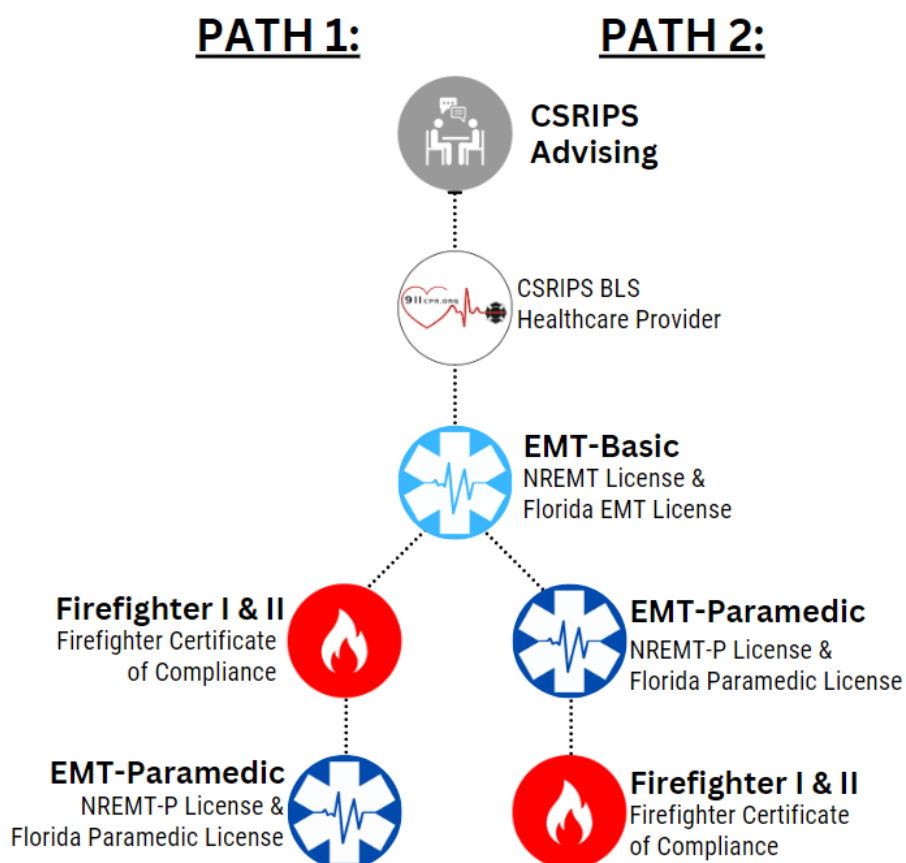 PATH 1:
PATH 2:
CSRIPS
Advising
911CPR.ORG
CSRIPS BLS
Healthcare Provider
EMT-Basic
NREMT License &
Florida EMT License
Firefighter I & II
Firefighter Certificate
of Compliance
EMT-Paramedic
NREMT-P License &
Florida Paramedic License
EMT-Paramedic
NREMT-P License &
Florida Paramedic License
Firefighter I & II
Firefighter Certificate
of Compliance